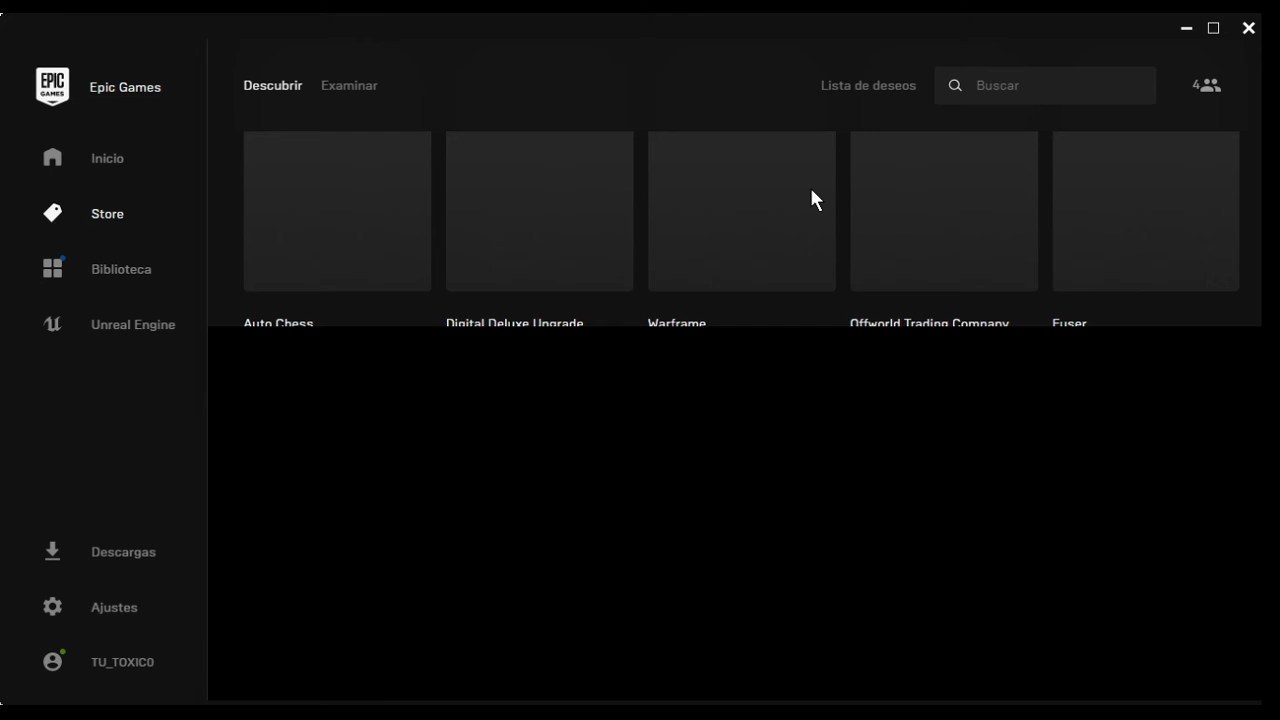 EPIC
GAMES
Epic Games
Descubrir
Examinar
Lista de deseos
Buscar
4
Inicio
Store
Biblioteca
Unreal Engine
Auto Chess
Digital Deluxe Upgrade
Warframe
Offworld Trading Company
Fuser
Descargas
Ajustes
TU_TOXIC0